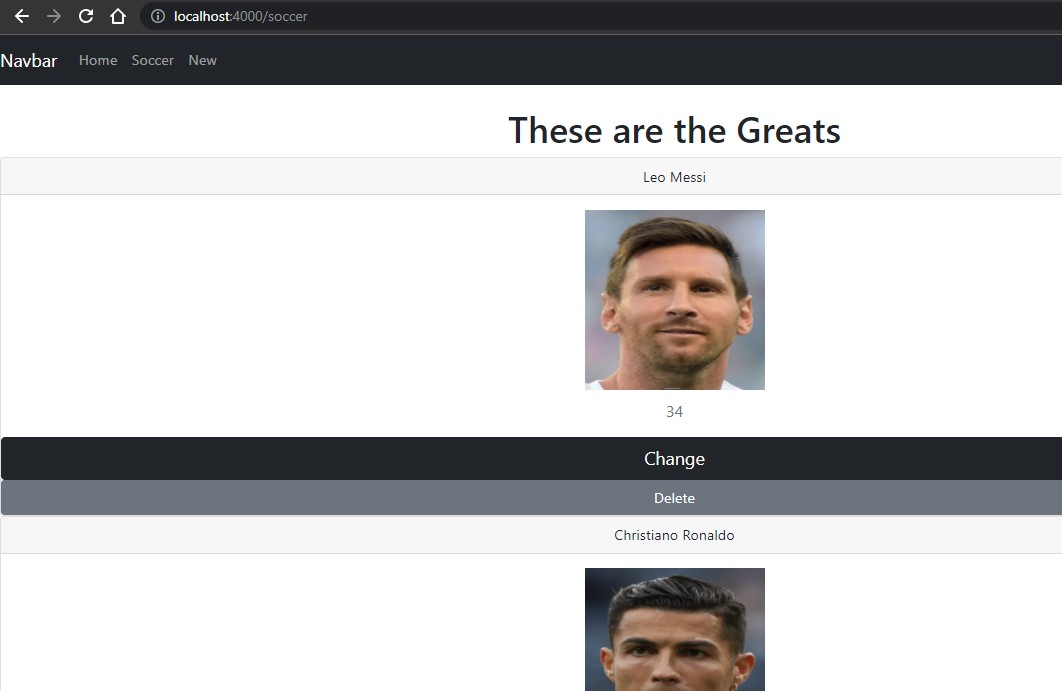 localhost:4000/soccer
Navbar Home Soccer New
These are the Greats
Leo Messi
34
Change
Delete
Christiano Ronaldo